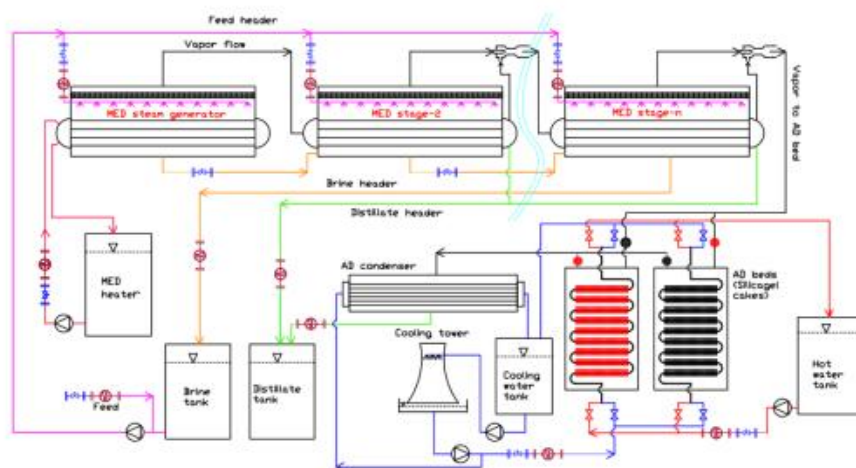 Feed header
Vapor flow
MED steam generator
MED stage-2
MED stage-n
Vapor to AD bed
Brine header
Distillate header
MED
heater
AD condenser
AD beds
(Silicagel
cakes)
Cooling tower
Brine
tank
Distillate
tank
Cooling
water
tank
Hot
water
tank
Feed